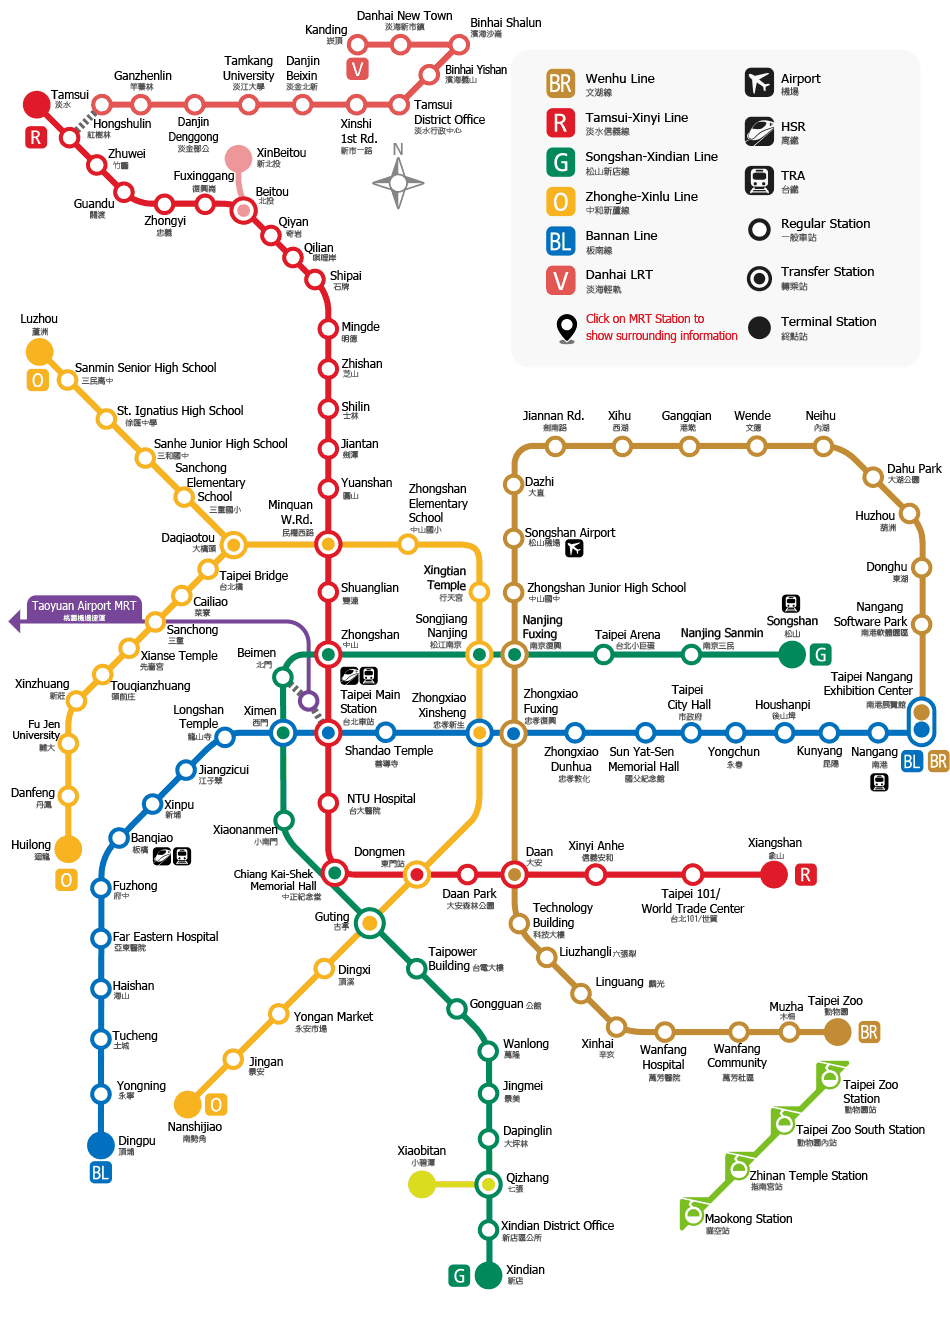 Kanding
崁頂
Danhai New Town
淡海新市鎮
Binhai Shalun
濱海沙崙
V
Binhai Yishan
濱海義山
Tamsui
淡水
R
Ganzhenlin
竿蓁林
Tamkang
University
淡江大學
Danjin
Beixin
淡金北新
Hongshulin
紅樹林
Danjin
Denggong
淡金鄧公
Xinshi
1st Rd.
新市一路
Tamsui
District Office
淡水行政中心
N
Zhuwei
竹圍
Guandu
關渡
Zhongyi
忠義
Fuxinggang
復興崗
XinBeitou
新北投
Beitou
北投
Qiyan
奇岩
Qilian
唭哩岸
Shipai
石牌
Mingde
明德
Zhishan
芝山
Shilin
士林
Jiantan
劍潭
Yuanshan
圓山
BR
Wenhu Line
文湖線
R
Tamsui-Xinyi Line
淡水信義線
G
Songshan-Xindian Line
松山新店線
O
Zhonghe-Xinlu Line
中和新蘆線
BL
Bannan Line
板南線
V
Danhai LRT
淡海輕軌
Click on MRT Station to
show surrounding information
Airport
機場
HSR
高鐵
TRA
台鐵
Regular Station
一般車站
Transfer Station
轉乘站
Terminal Station
終點站
Luzhou
蘆洲
O
Sanmin Senior High School
三民高中
St. Ignatius High School
徐匯中學
Sanhe Junior High School
三和國中
Sanchong
Elementary
School
三重國小
Daqiaotou
大橋頭
Minquan
W.Rd.
民權西路
Zhongshan
Elementary
School
中山國小
Xingtian
Temple
行天宮
Songjiang
Nanjing
松江南京
Taipei Bridge
台北橋
Cailiao
菜寮
Taoyuan Airport MRT
桃園機場捷運
Sanchong
三重
Xianse Temple
先嗇宮
Touqianzhuang
頭前庄
Xinzhuang
新莊
Fu Jen
University
輔大
Danfeng
丹鳳
Huilong
迴龍
O
Shuanglian
雙連
Zhongshan
中山
Beimen
北門
Taipei Main
Station
台北車站
Longshan
Temple
龍山寺
Ximen
西門
Shandao Temple
善導寺
Zhongxiao
Xinsheng
忠孝新生
Zhongxiao
Fuxing
忠孝復興
Jiangzicui
江子翠
Xinpu
新埔
Banqiao
板橋
Fuzhong
府中
Far Eastern Hospital
亞東醫院
Haishan
海山
Tucheng
土城
Yongning
永寧
Dingpu
頂埔
BL
Jiannan Rd.
劍南路
Xihu
西湖
Gangqian
港墘
Wende
文德
Neihu
內湖
Dahu Park
大湖公園
Huzhou
葫洲
Donghu
東湖
Nangang
Software Park
南港軟體園區
Taipei Nangang
Exhibition Center
南港展覽館
BL
BR
Dazhi
大直
Songshan Airport
松山機場
Zhongshan Junior High School
中山國中
Nanjing
Fuxing
南京復興
Taipei Arena
台北小巨蛋
Nanjing Sanmin
南京三民
Songshan
松山
G
Zhongxiao
Dunhua
忠孝敦化
Sun Yat-Sen
Memorial Hall
國父紀念館
Taipei
City Hall
市政府
Yongchun
永春
Houshanpi
後山埤
Kunyang
昆陽
Nangang
南港
NTU Hospital
台大醫院
Xiaonanmen
小南門
Chiang Kai-Shek
Memorial Hall
中正紀念堂
Dongmen
東門站
Daan Park
大安森林公園
Daan
大安
Xinyi Anhe
信義安和
Taipei 101/
World Trade Center
台北101/世貿
Xiangshan
象山
R
Guting
古亭
Dingxi
頂溪
Yongan Market
永安市場
Jingan
景安
Nanshijiao
南勢角
O
Taipower
Building 台電大樓
Gongguan 公館
Wanlong
萬隆
Jingmei
景美
Dapinglin
大坪林
Xiaobitan
小碧潭
Qizhang
七張
Xindian District Office
新店區公所
G
Xindian
新店
Technology
Building
科技大樓
Liuzhangli 六張犁
Linguang 麟光
Xinhai
辛亥
Wanfang
Hospital
萬芳醫院
Wanfang
Community
萬芳社區
Muzha
木柵
Taipei Zoo
動物園
BR
Taipei Zoo
Station
動物園站
Taipei Zoo South Station
動物園內站
Zhinan Temple Station
指南宮站
Maokong Station
貓空站